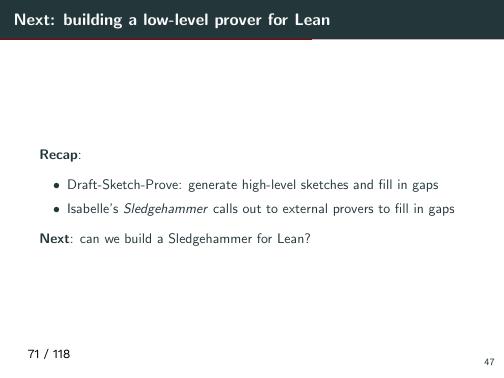 Next: building a low-level prover for Lean
Recap:
• Draft-Sketch-Prove: generate high-level sketches and fill in gaps
• Isabelle's Sledgehammer calls out to external provers to fill in gaps
Next: can we build a Sledgehammer for Lean?
71 / 118
47